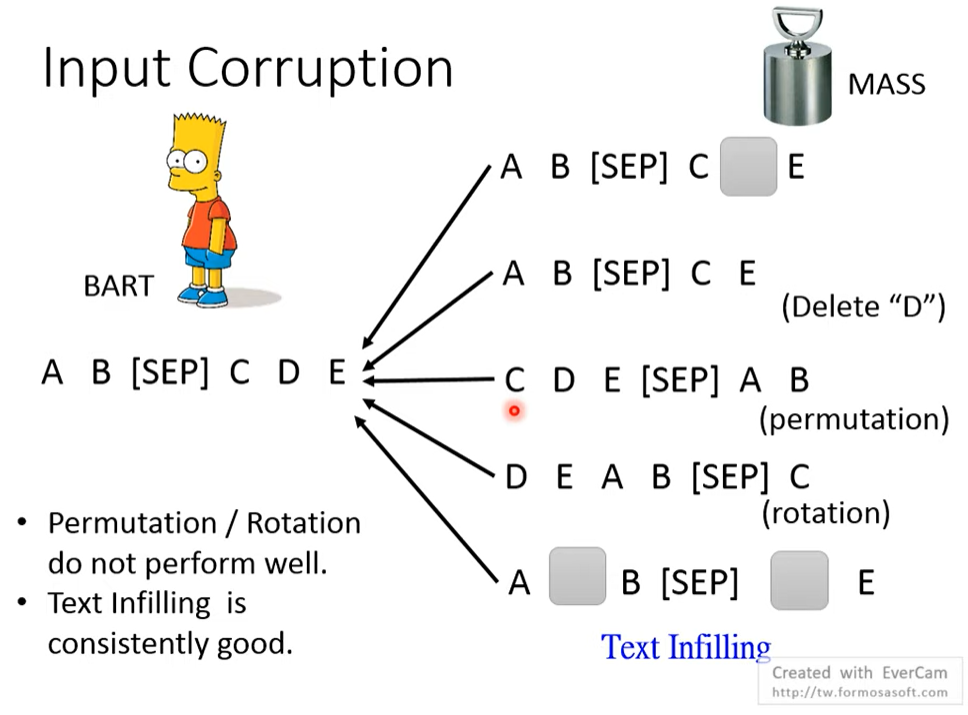 Input Corruption
MASS
A B [SEP] C E
BART
A B [SEP] C E
(Delete “D”)
A B [SEP] C D E
C D E [SEP] A B
(permutation)
D E A B [SEP] C
(rotation)
• Permutation / Rotation
do not perform well.
• Text Infilling is
consistently good.
A B [SEP] E
Text Infilling
Created with EverCam
http://tw.formosasoft.com